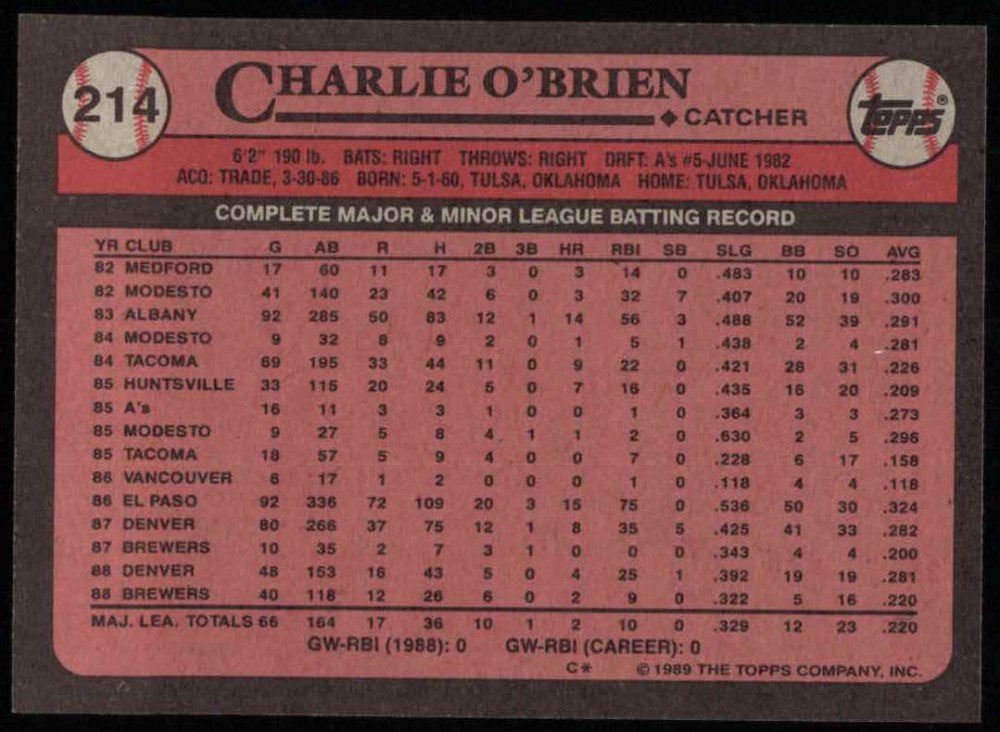 214
CHARLIE O'BRIEN
CATCHER
TOPPS®
6'2" 190 lb. BATS: RIGHT THROWS: RIGHT DRFT: A's #5-JUNE 1982
ACQ: TRADE, 3-30-86 BORN: 5-1-60, TULSA, OKLAHOMA HOME: TULSA, OKLAHOMA
COMPLETE MAJOR & MINOR LEAGUE BATTING RECORD
YR CLUB G AB R H 2B 3B HR RBI SB SLG BB SO AVG
82 MEDFORD 17 60 11 17 3 0 3 14 0 .483 10 10 .283
82 MODESTO 41 140 23 42 6 0 3 32 7 .407 20 19 .300
83 ALBANY 92 285 50 83 12 1 14 56 3 .488 52 39 .291
84 MODESTO 9 32 8 9 2 0 1 5 1 .438 2 4 .281
84 TACOMA 69 195 33 44 11 0 9 22 0 .421 28 31 .226
85 HUNTSVILLE 33 115 20 24 5 0 7 16 0 .435 16 20 .209
85 A's 16 11 3 3 1 0 0 1 0 .364 3 3 .273
85 MODESTO 9 27 5 8 4 1 1 2 0 .630 2 5 .296
85 TACOMA 18 57 5 9 4 0 0 7 0 .228 6 17 .158
86 VANCOUVER 6 17 1 2 0 0 0 1 0 .118 4 4 .118
86 EL PASO 92 336 72 109 20 3 15 75 0 .536 50 30 .324
87 DENVER 80 266 37 75 12 1 8 35 5 .425 41 33 .282
87 BREWERS 10 35 2 7 3 1 0 0 0 .343 4 4 .200
88 DENVER 48 153 16 43 5 0 4 25 1 .392 19 19 .281
88 BREWERS 40 118 12 26 6 0 2 9 0 .322 5 16 .220
MAJ. LEA. TOTALS 66 164 17 36 10 1 2 10 0 .329 12 23 .220
GW-RBI (1988): 0 GW-RBI (CAREER): 0
C* © 1989 THE TOPPS COMPANY, INC.